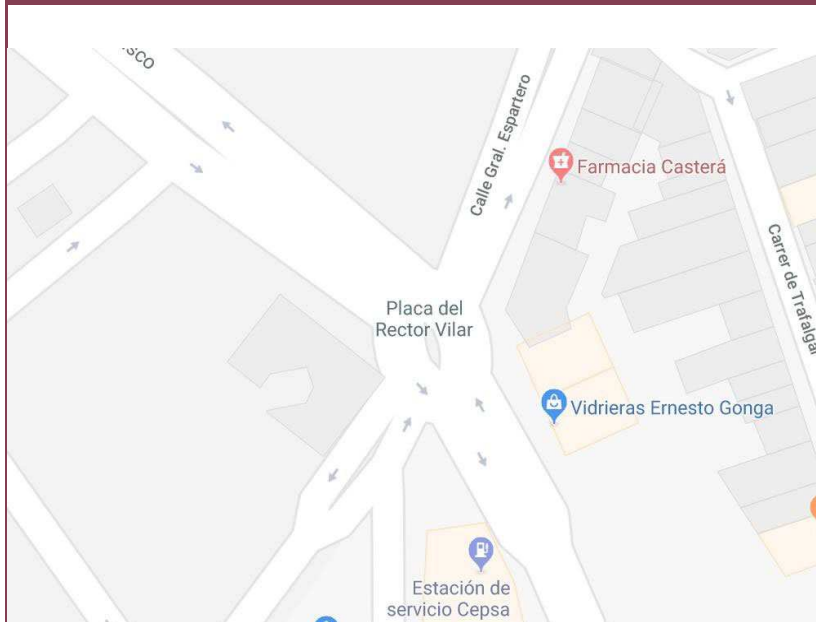 Calle Gral. Espartero
Farmacia Casterá
Carrer de Trafalgar
Placa del
Rector Vilar
Vidrieras Ernesto Gonga
Estación de
servicio Cepsa